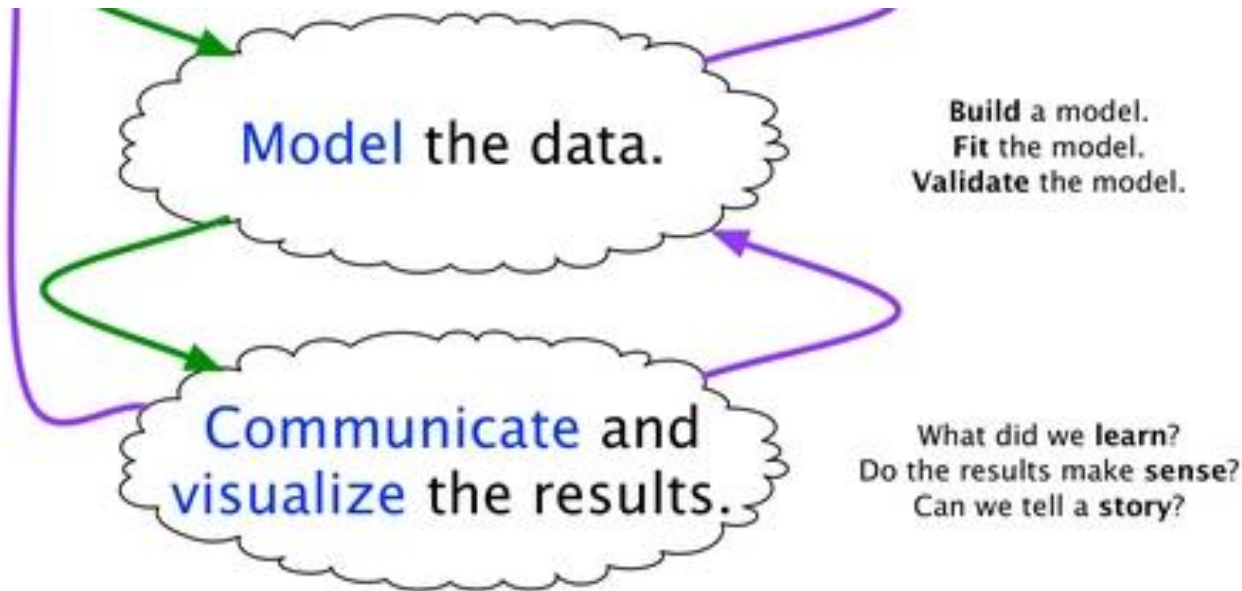 Model the data.
Build a model.
Fit the model.
Validate the model.
Communicate and
visualize the results.
What did we learn?
Do the results make sense?
Can we tell a story?